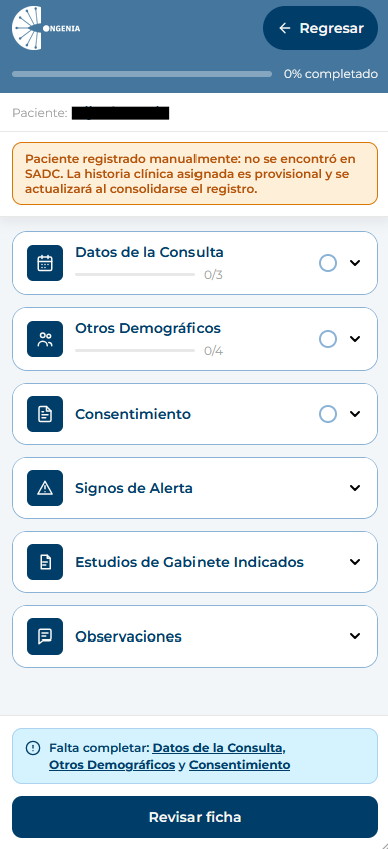 ONGENIA
Regresar
0% completado
Paciente:
Paciente registrado manualmente: no se encontró en
SADC. La historia clínica asignada es provisional y se
actualizará al consolidarse el registro.
Datos de la Consulta
0/3
Otros Demográficos
0/4
Consentimiento
Signos de Alerta
Estudios de Gabinete Indicados
Observaciones
Falta completar: Datos de la Consulta,
Otros Demográficos y Consentimiento
Revisar ficha